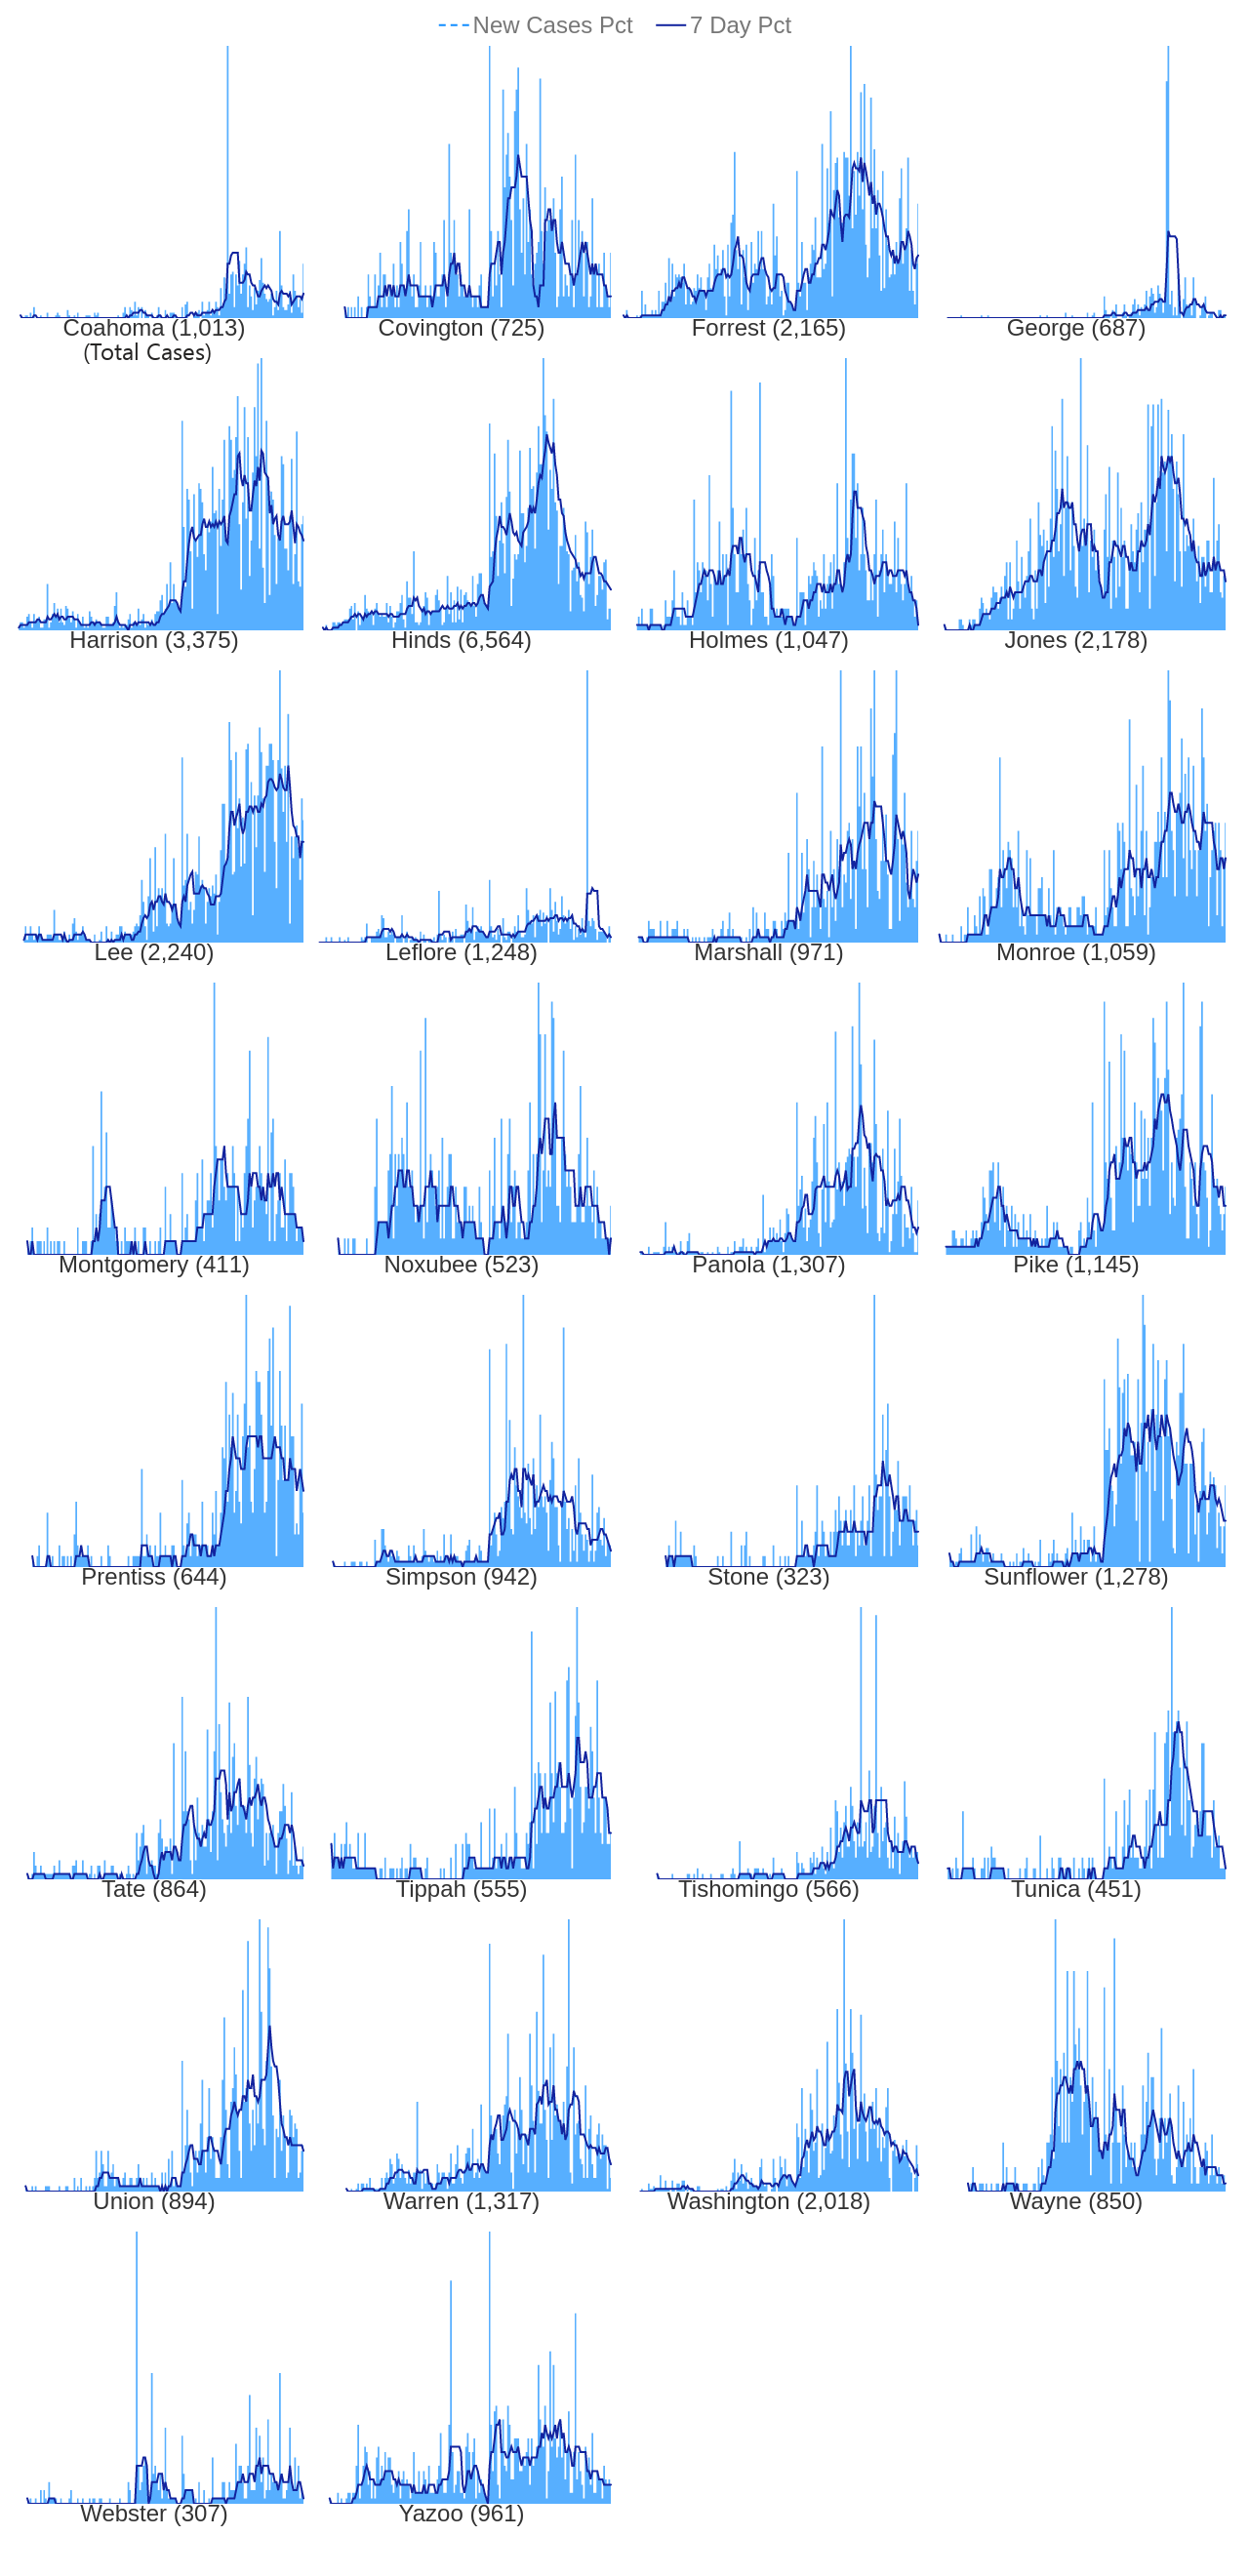 New Cases Pct 7 Day Pct
Coahoma (1,013) Covington (725) Forrest (2,165) George (687)
(Total Cases)
Harrison (3,375) Hinds (6,564) Holmes (1,047) Jones (2,178)
Lee (2,240) Leflore (1,248) Marshall (971) Monroe (1,059)
Montgomery (411) Noxubee (523) Panola (1,307) Pike (1,145)
Prentiss (644) Simpson (942) Stone (323) Sunflower (1,278)
Tate (864) Tippah (555) Tishomingo (566) Tunica (451)
Union (894) Warren (1,317) Washington (2,018) Wayne (850)
Webster (307) Yazoo (961)